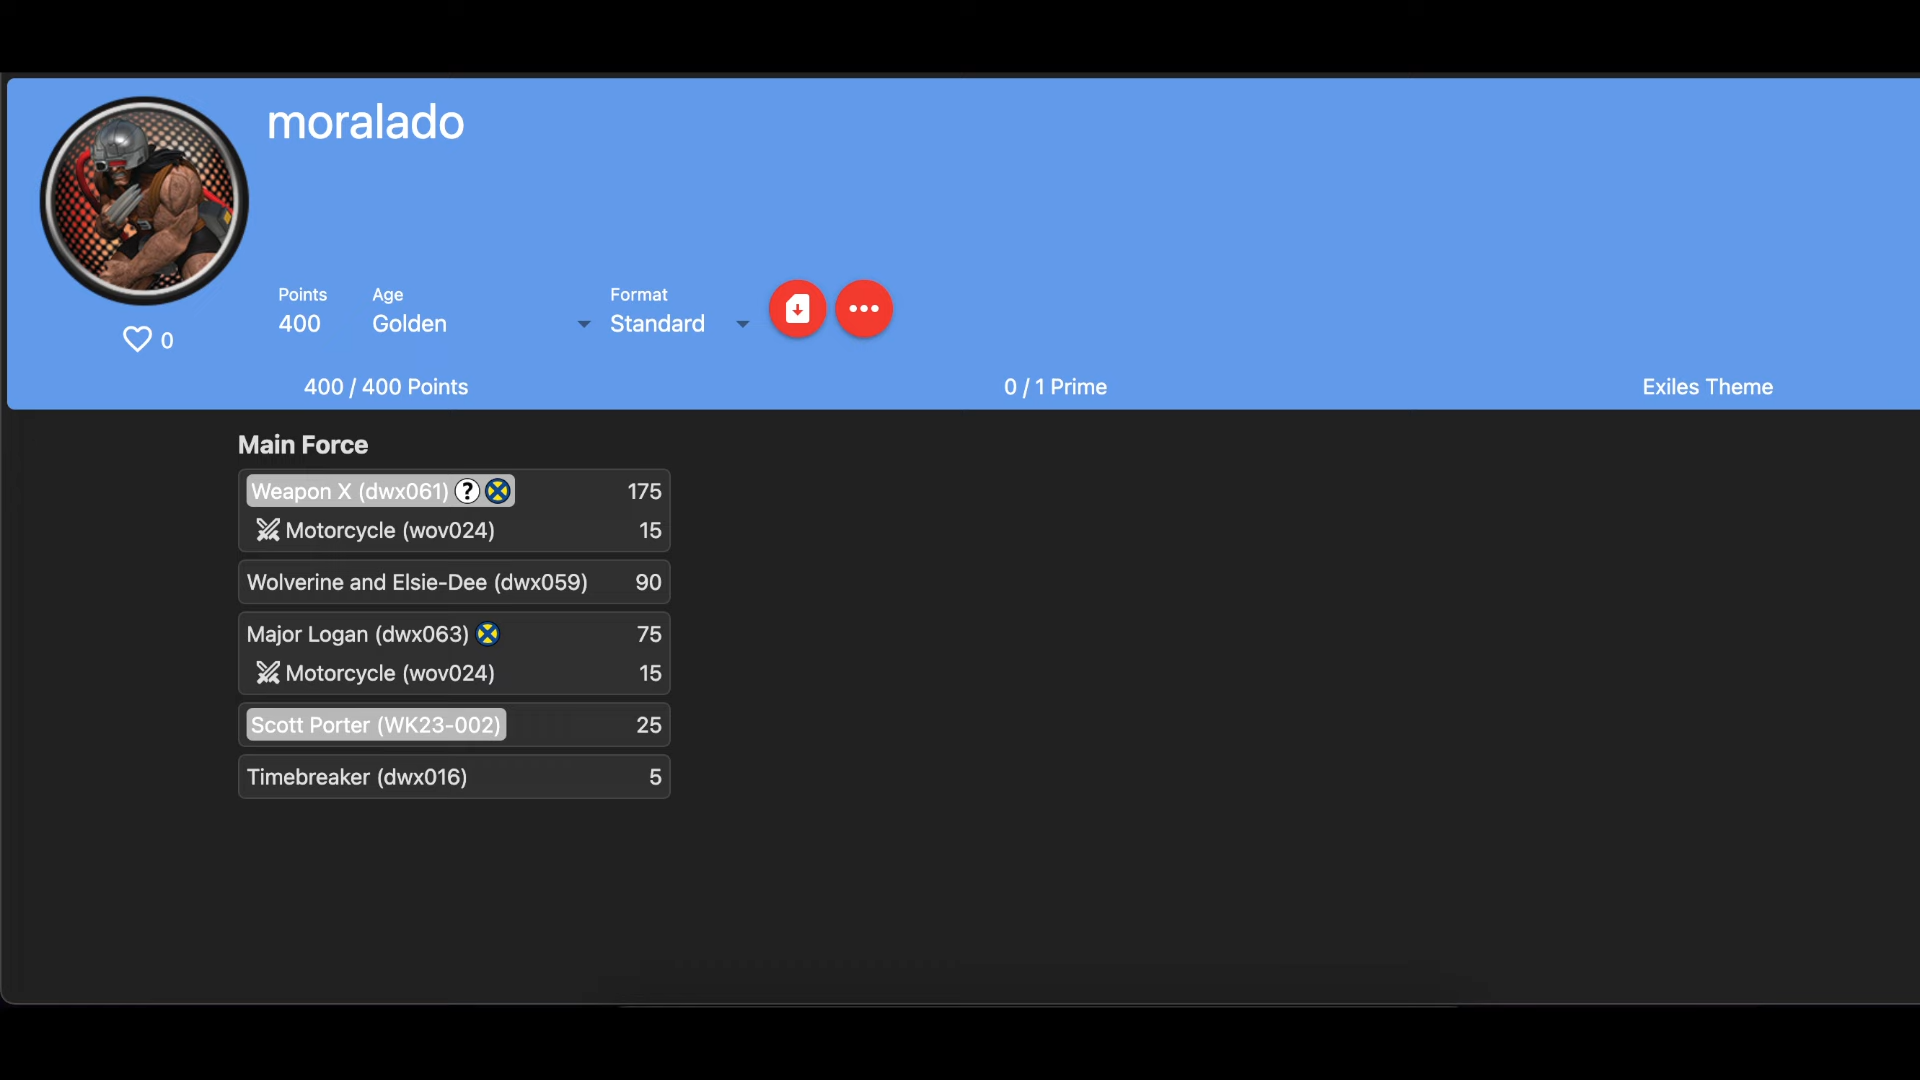 moralado
Points
400
Age
Golden
Format
Standard
0
400 / 400 Points
0 / 1 Prime
Exiles Theme
Main Force
Weapon X (dwx061) ? 175
Motorcycle (wov024) 15
Wolverine and Elsie-Dee (dwx059) 90
Major Logan (dwx063) 75
Motorcycle (wov024) 15
Scott Porter (WK23-002) 25
Timebreaker (dwx016) 5